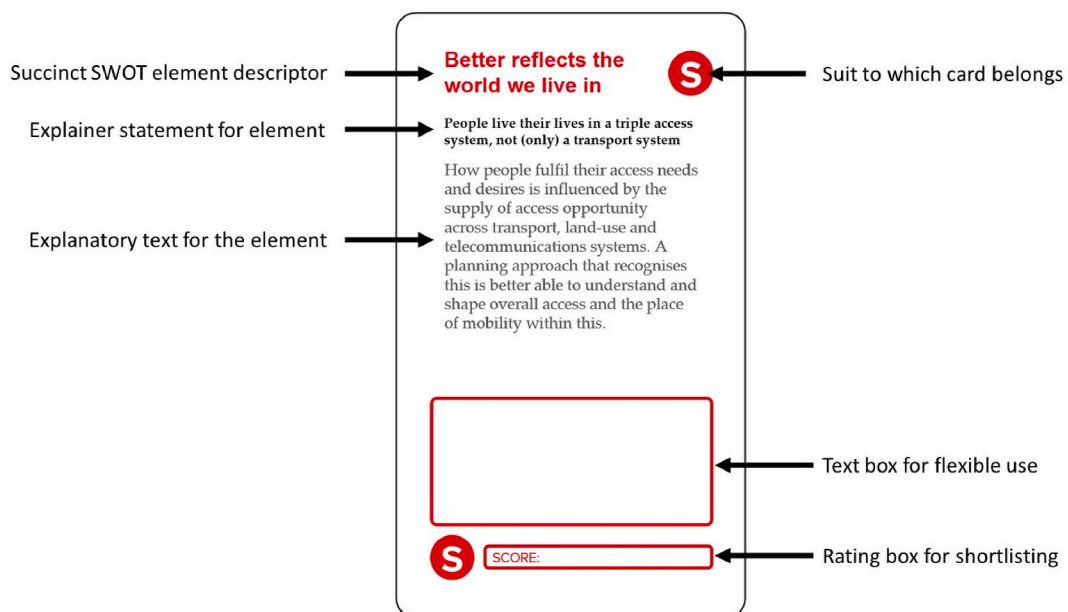 Succinct SWOT element descriptor
Better reflects the
world we live in
S
Suit to which card belongs
Explainer statement for element
People live their lives in a triple access
system, not (only) a transport system
Explanatory text for the element
How people fulfil their access needs
and desires is influenced by the
supply of access opportunity
across transport, land-use and
telecommunications systems. A
planning approach that recognises
this is better able to understand and
shape overall access and the place
of mobility within this.
Text box for flexible use
S
SCORE:
Rating box for shortlisting